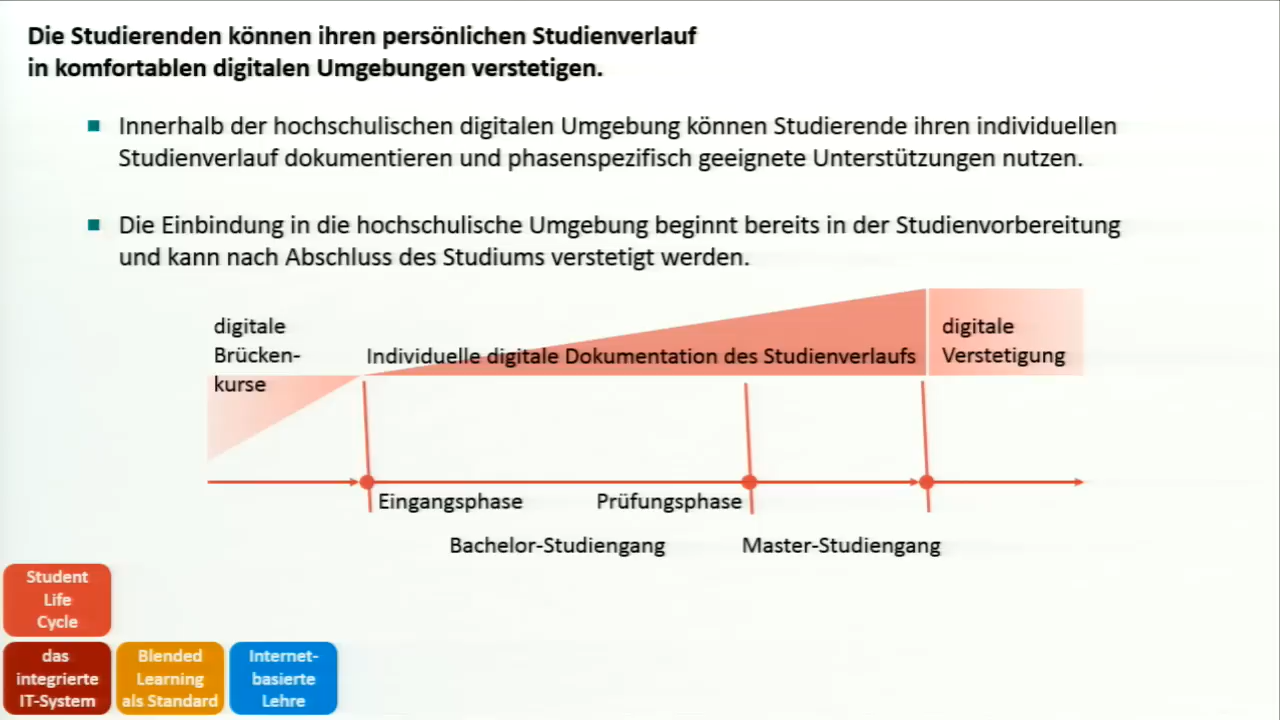 Die Studierenden können ihren persönlichen Studienverlauf
in komfortablen digitalen Umgebungen verstetigen.
Innerhalb der hochschulischen digitalen Umgebung können Studierende ihren individuellen
Studienverlauf dokumentieren und phasenspezifisch geeignete Unterstützungen nutzen.
Die Einbindung in die hochschulische Umgebung beginnt bereits in der Studienvorbereitung
und kann nach Abschluss des Studiums verstetigt werden.
digitale
Brücken-
kurse
Individuelle digitale Dokumentation des Studienverlaufs
digitale
Verstetigung
Eingangsphase
Prüfungsphase
Bachelor-Studiengang
Master-Studiengang
Student
Life
Cycle
das
integrierte
IT-System
Blended
Learning
als Standard
Internet-
basierte
Lehre